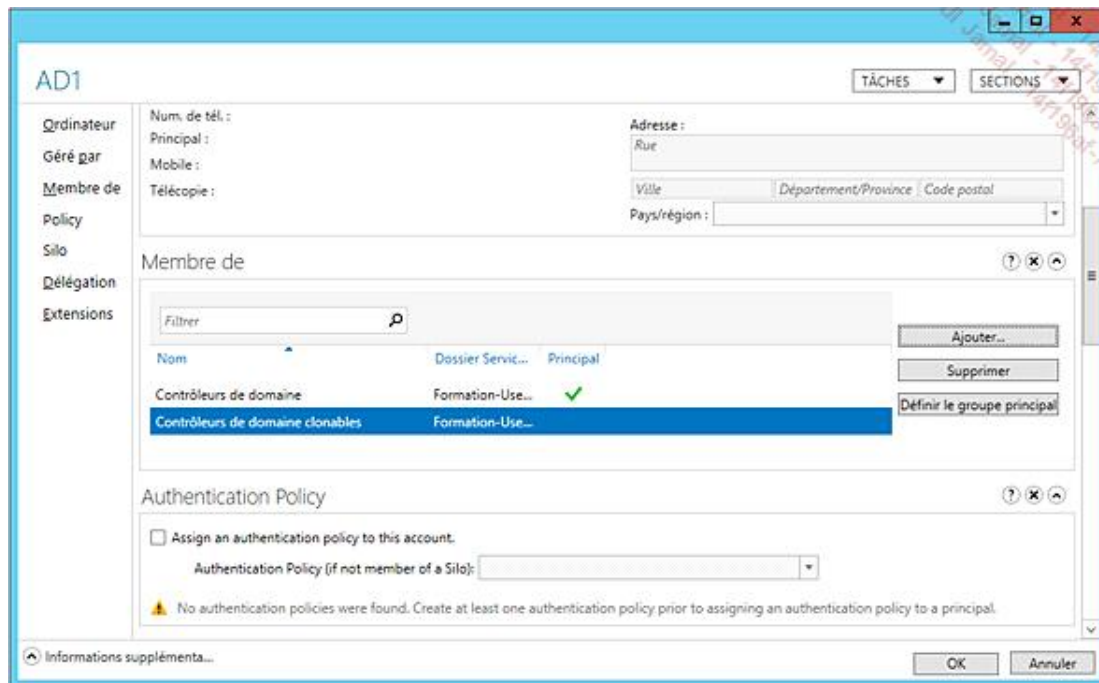 AD1
TÂCHES
SECTIONS
Ordinateur
Géré par
Membre de
Policy
Silo
Délégation
Extensions
Num. de tél. :
Principal :
Mobile :
Télécopie :
Adresse :
Rue
Ville
Département/Province
Code postal
Pays/région :
Membre de
Filtrer
Nom
Dossier Servic...
Principal
Contrôleurs de domaine
Formation-Use...
Contrôleurs de domaine clonables
Formation-Use...
Ajouter...
Supprimer
Définir le groupe principal
Authentication Policy
Assign an authentication policy to this account.
Authentication Policy (if not member of a Silo):
No authentication policies were found. Create at least one authentication policy prior to assigning an authentication policy to a principal.
Informations supplémenta...
OK
Annuler